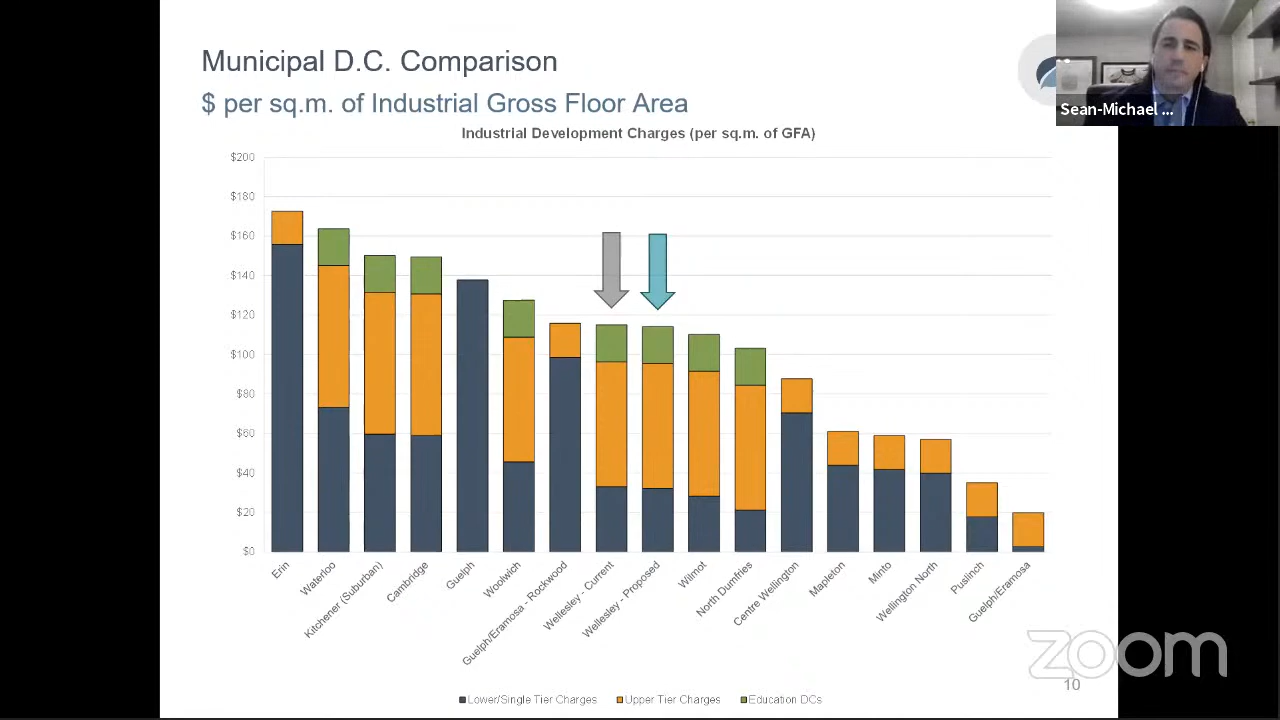 Municipal D.C. Comparison
$ per sq.m. of Industrial Gross Floor Area
Sean-Michael ...
Industrial Development Charges (per sq.m. of GFA)
$200
$180
$160
$140
$120
$100
$80
$60
$40
$20
$0
Erin
Waterloo
Kitchener (Suburban)
Cambridge
Guelph
Woolwich
Guelph/Eramosa - Rockwood
Wellesley - Current
Wellesley - Proposed
Wilmot
North Dumfries
Centre Wellington
Mapleton
Minto
Wellington North
Puslinch
Guelph/Eramosa
Lower/Single Tier Charges
Upper Tier Charges
Education DCs
zoom
10